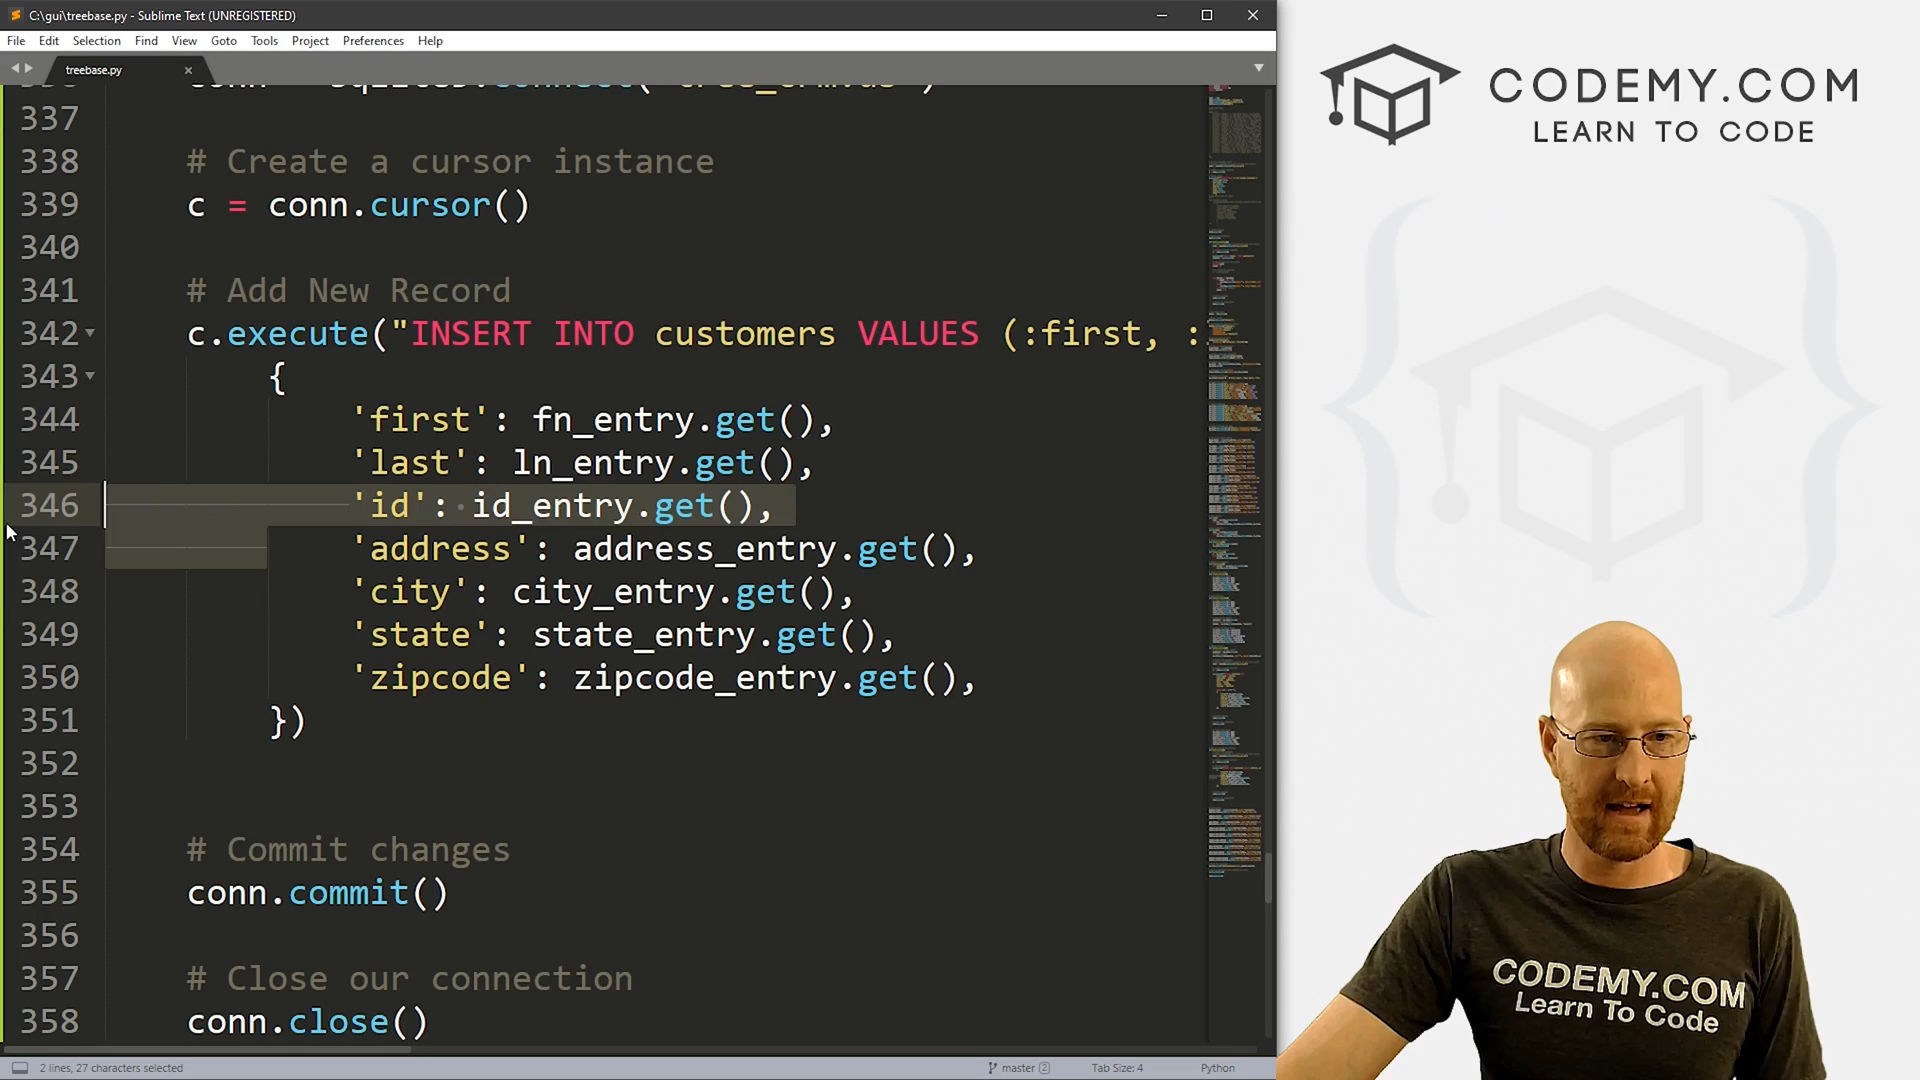 C:\gui\treebase.py - Sublime Text (UNREGISTERED)
File Edit Selection Find View Goto Tools Project Preferences Help
treebase.py
337
338 # Create a cursor instance
339 c = conn.cursor()
340
341 # Add New Record
342 c.execute("INSERT INTO customers VALUES (:first, :
343 {
344 'first': fn_entry.get(),
345 'last': ln_entry.get(),
346 'id': id_entry.get(),
347 'address': address_entry.get(),
348 'city': city_entry.get(),
349 'state': state_entry.get(),
350 'zipcode': zipcode_entry.get(),
351 })
352
353
354 # Commit changes
355 conn.commit()
356
357 # Close our connection
358 conn.close()
2 lines, 27 characters selected
master 2
Tab Size: 4
Python
CODEMY.COM
LEARN TO CODE
CODEMY.COM
Learn To Code